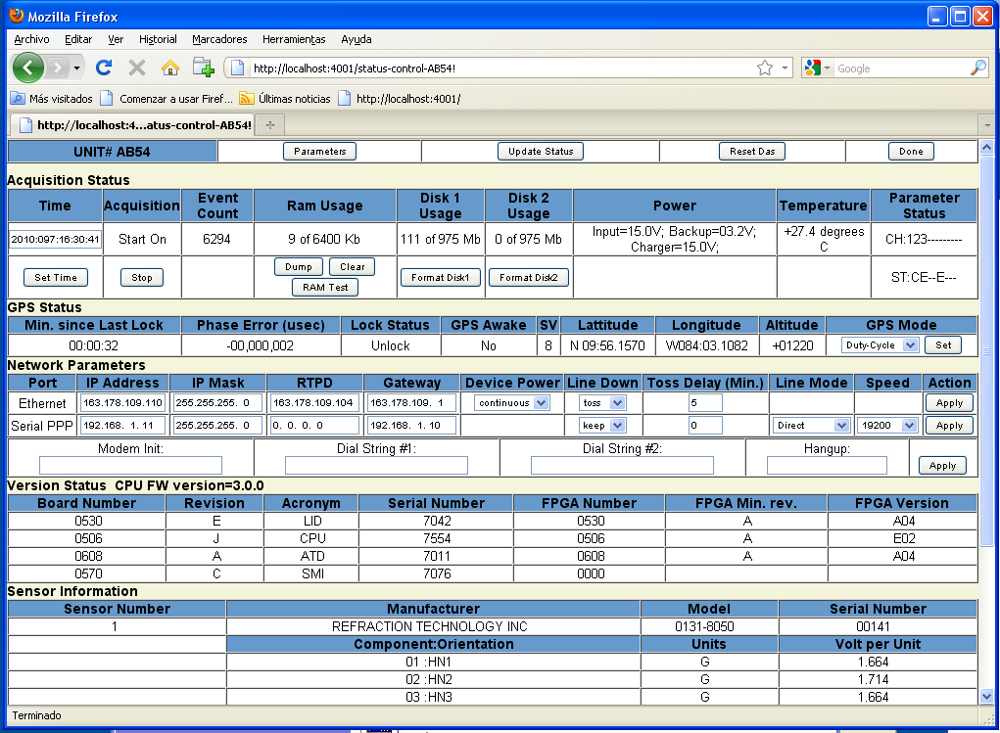 Mozilla Firefox
Archivo Editar Ver Historial Marcadores Herramientas Ayuda
http://localhost:4001/status-control-AB54! Google
Más visitados Comenzar a usar Firef... Últimas noticias http://localhost:4001/
http://localhost:4...atus-control-AB54!
UNIT# AB54 Parameters Update Status Reset Das Done
Acquisition Status
Time Acquisition Event Count Ram Usage Disk 1 Usage Disk 2 Usage Power Temperature Parameter Status
2010:097:16:30:41 Start On 6294 9 of 6400 Kb 111 of 975 Mb 0 of 975 Mb Input=15.0V; Backup=03.2V; Charger=15.0V; +27.4 degrees C CH:123---------
Set Time Stop Dump Clear RAM Test Format Disk1 Format Disk2 ST:CE--E---
GPS Status
Min. since Last Lock Phase Error (usec) Lock Status GPS Awake SV Lattitude Longitude Altitude GPS Mode
00:00:32 -00,000,002 Unlock No 8 N 09:56.1570 W084:03.1082 +01220 Duty-Cycle Set
Network Parameters
Port IP Address IP Mask RTPD Gateway Device Power Line Down Toss Delay (Min.) Line Mode Speed Action
Ethernet 163.178.109.110 255.255.255. 0 163.178.109.104 163.178.109. 1 continuous toss 5 Apply
Serial PPP 192.168. 1. 11 255.255.255. 0 0. 0. 0. 0 192.168. 1. 10 keep 0 Direct 19200 Apply
Modem Init: Dial String #1: Dial String #2: Hangup:
Apply
Version Status CPU FW version=3.0.0
Board Number Revision Acronym Serial Number FPGA Number FPGA Min. rev. FPGA Version
0530 E LID 7042 0530 A A04
0506 J CPU 7554 0506 A E02
0608 A ATD 7011 0608 A A04
0570 C SMI 7076 0000
Sensor Information
Sensor Number Manufacturer Model Serial Number
1 REFRACTION TECHNOLOGY INC 0131-8050 00141
Component:Orientation Units Volt per Unit
01 :HN1 G 1.664
02 :HN2 G 1.714
03 :HN3 G 1.664
Terminado